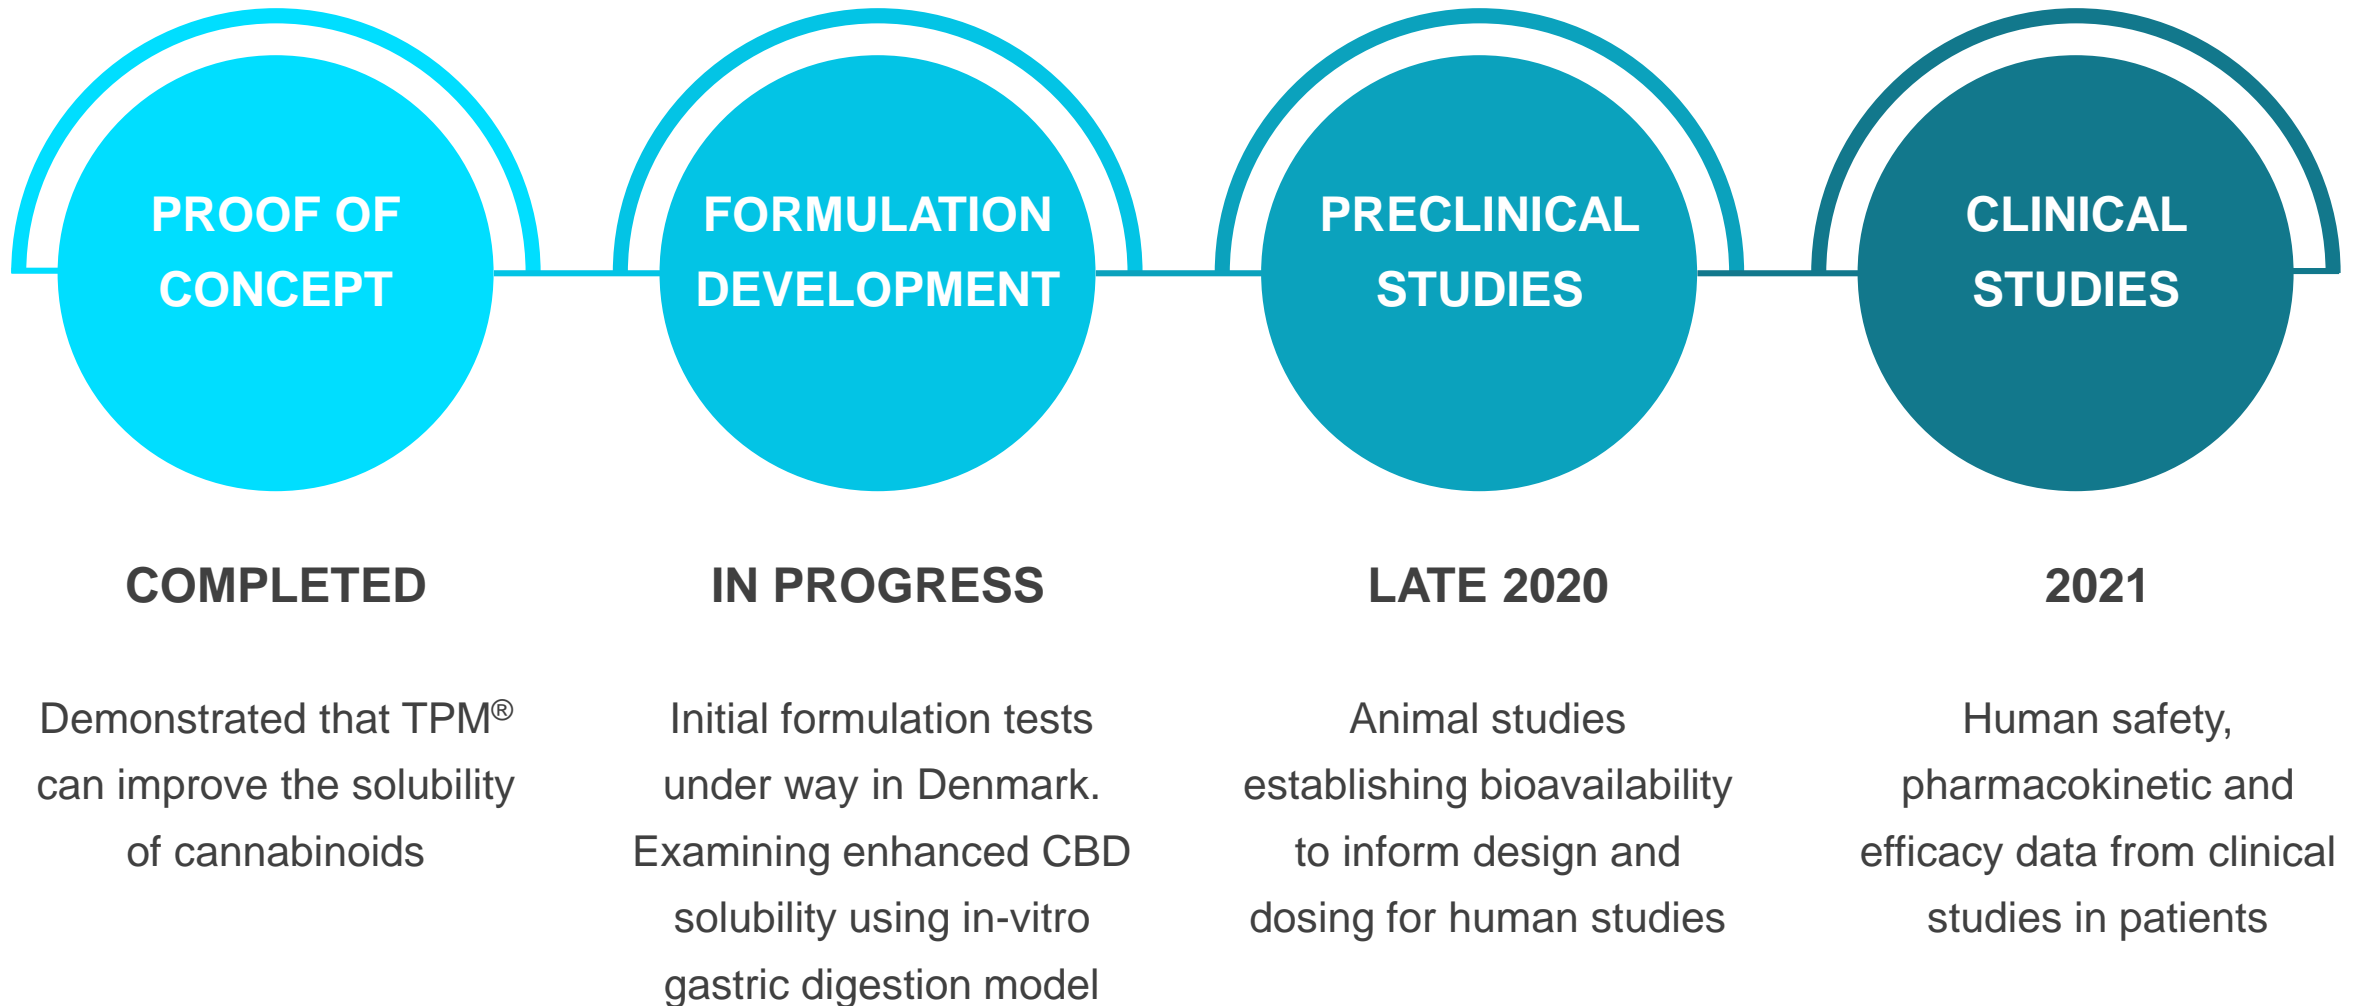 PROOF OF
CONCEPT
COMPLETED
Demonstrated that TPM®
can improve the solubility
of cannabinoids
FORMULATION
DEVELOPMENT
IN PROGRESS
Initial formulation tests
under way in Denmark.
Examining enhanced CBD
solubility using in-vitro
gastric digestion model
PRECLINICAL
STUDIES
LATE 2020
Animal studies
establishing bioavailability
to inform design and
dosing for human studies
CLINICAL
STUDIES
2021
Human safety,
pharmacokinetic and
efficacy data from clinical
studies in patients